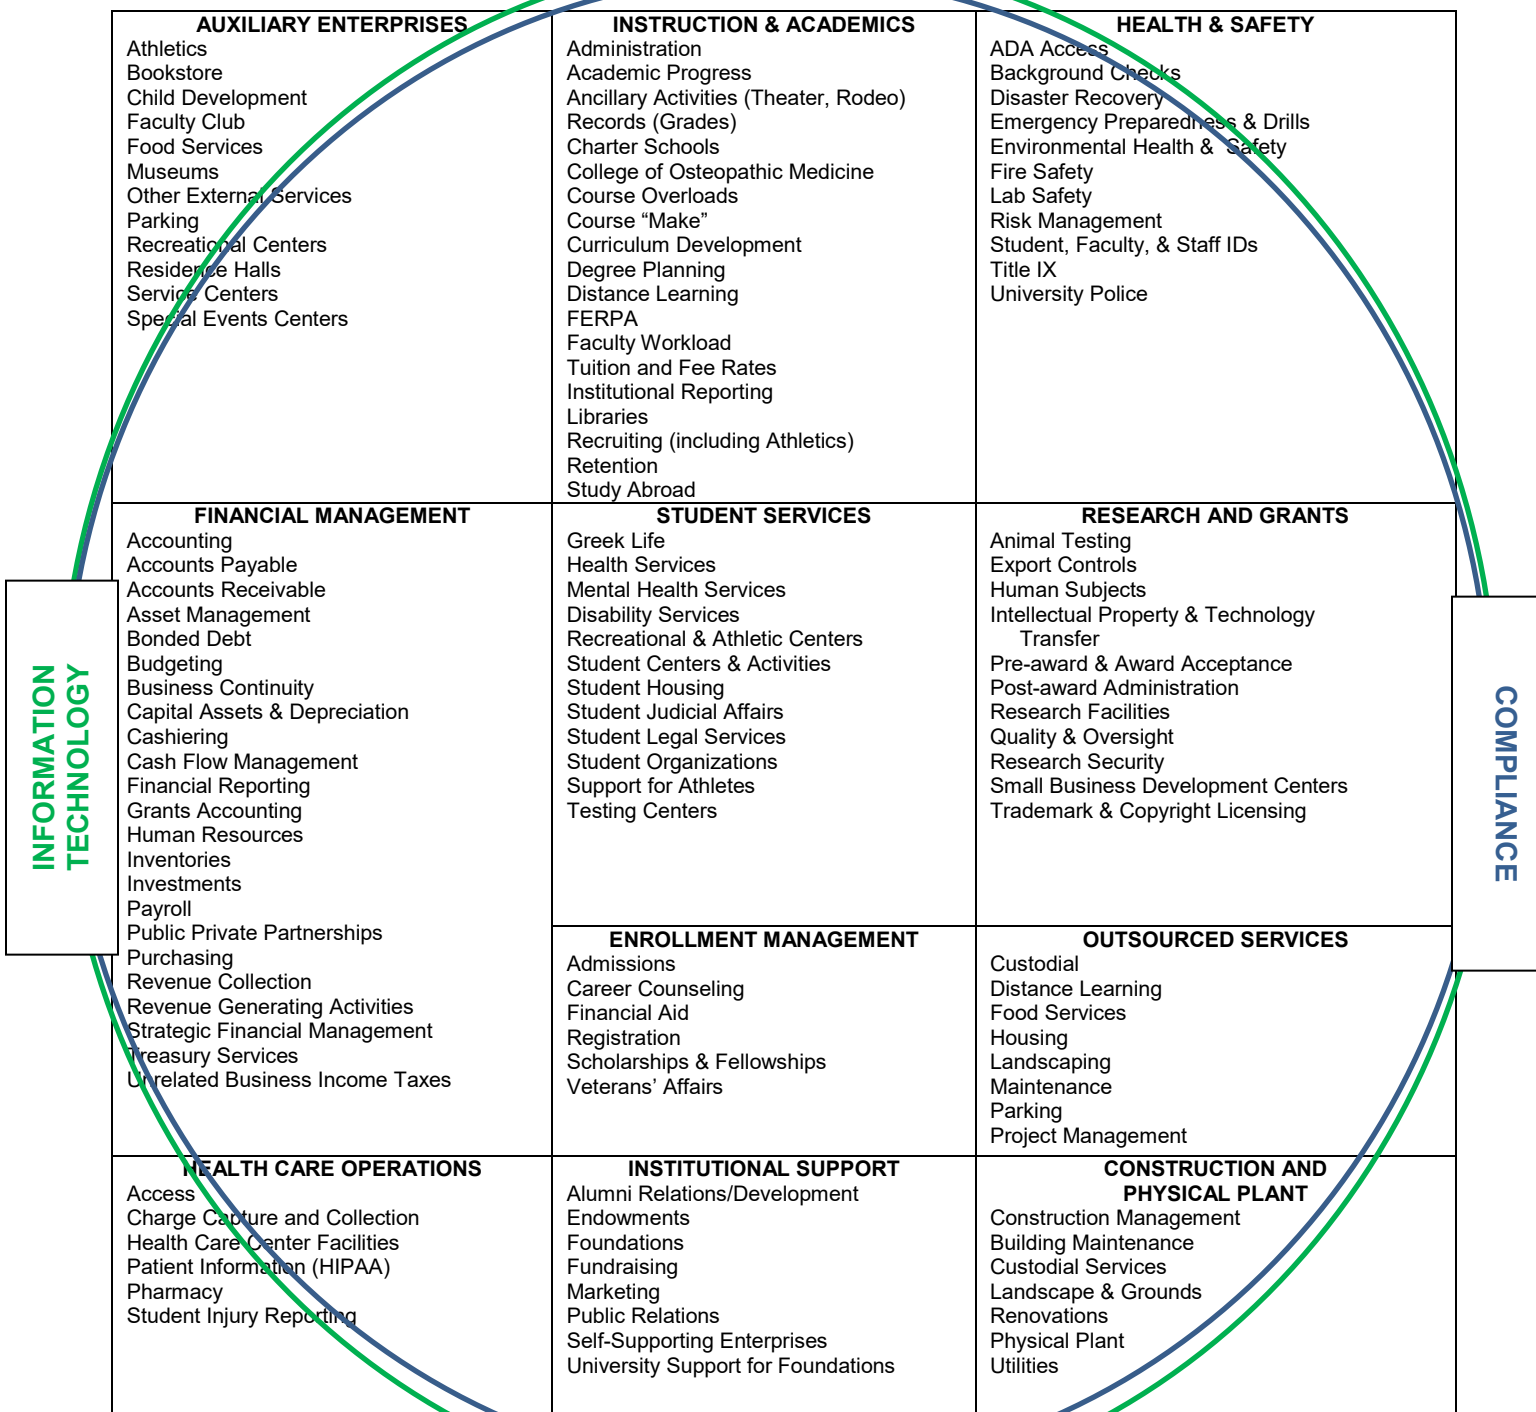 AUXILIARY ENTERPRISES
Athletics
Bookstore
Child Development
Faculty Club
Food Services
Museums
Other External Services
Parking
Recreational Centers
Residence Halls
Service Centers
Special Events Centers
INSTRUCTION & ACADEMICS
Administration
Academic Progress
Ancillary Activities (Theater, Rodeo)
Records (Grades)
Charter Schools
College of Osteopathic Medicine
Course Overloads
Course “Make”
Curriculum Development
Degree Planning
Distance Learning
FERPA
Faculty Workload
Tuition and Fee Rates
Institutional Reporting
Libraries
Recruiting (including Athletics)
Retention
Study Abroad
HEALTH & SAFETY
ADA Access
Background Checks
Disaster Recovery
Emergency Preparedness & Drills
Environmental Health & Safety
Fire Safety
Lab Safety
Risk Management
Student, Faculty, & Staff IDs
Title IX
University Police
INFORMATION
TECHNOLOGY
FINANCIAL MANAGEMENT
Accounting
Accounts Payable
Accounts Receivable
Asset Management
Bonded Debt
Budgeting
Business Continuity
Capital Assets & Depreciation
Cashiering
Cash Flow Management
Financial Reporting
Grants Accounting
Human Resources
Inventories
Investments
Payroll
Public Private Partnerships
Purchasing
Revenue Collection
Revenue Generating Activities
Strategic Financial Management
Treasury Services
Unrelated Business Income Taxes
STUDENT SERVICES
Greek Life
Health Services
Mental Health Services
Disability Services
Recreational & Athletic Centers
Student Centers & Activities
Student Housing
Student Judicial Affairs
Student Legal Services
Student Organizations
Support for Athletes
Testing Centers
RESEARCH AND GRANTS
Animal Testing
Export Controls
Human Subjects
Intellectual Property & Technology
Transfer
Pre-award & Award Acceptance
Post-award Administration
Research Facilities
Quality & Oversight
Research Security
Small Business Development Centers
Trademark & Copyright Licensing
COMPLIANCE
ENROLLMENT MANAGEMENT
Admissions
Career Counseling
Financial Aid
Registration
Scholarships & Fellowships
Veterans’ Affairs
OUTSOURCED SERVICES
Custodial
Distance Learning
Food Services
Housing
Landscaping
Maintenance
Parking
Project Management
HEALTH CARE OPERATIONS
Access
Charge Capture and Collection
Health Care Center Facilities
Patient Information (HIPAA)
Pharmacy
Student Injury Reporting
INSTITUTIONAL SUPPORT
Alumni Relations/Development
Endowments
Foundations
Fundraising
Marketing
Public Relations
Self-Supporting Enterprises
University Support for Foundations
CONSTRUCTION AND
PHYSICAL PLANT
Construction Management
Building Maintenance
Custodial Services
Landscape & Grounds
Renovations
Physical Plant
Utilities